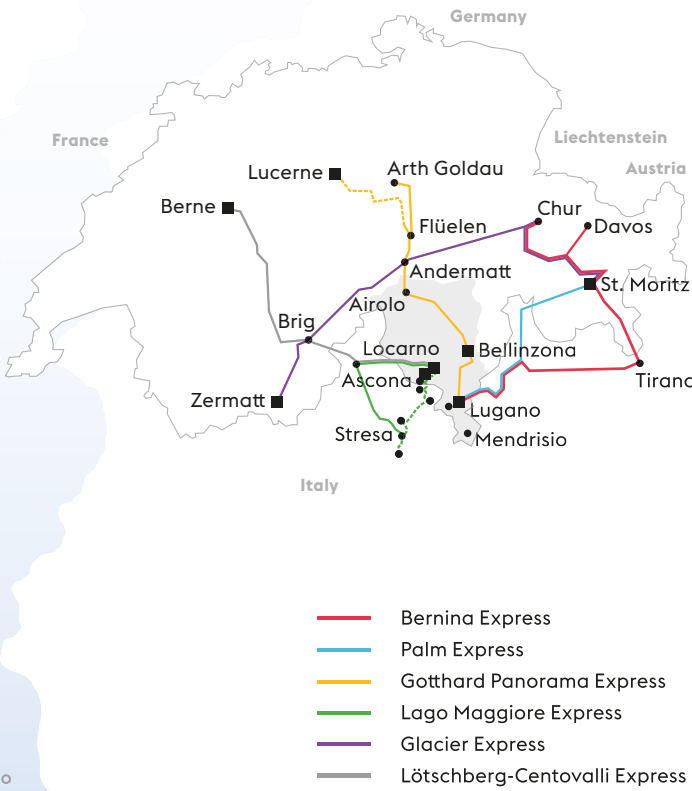 Germany
France
Liechtenstein
Austria
Lucerne
Arth Goldau
Berne
Chur
Flüelen
Davos
Andermatt
St. Moritz
Airolo
Brig
Locarno
Bellinzona
Ascona
Tirano
Zermatt
Lugano
Stresa
Mendrisio
Italy
Bernina Express
Palm Express
Gotthard Panorama Express
Lago Maggiore Express
Glacier Express
Lötschberg-Centovalli Express